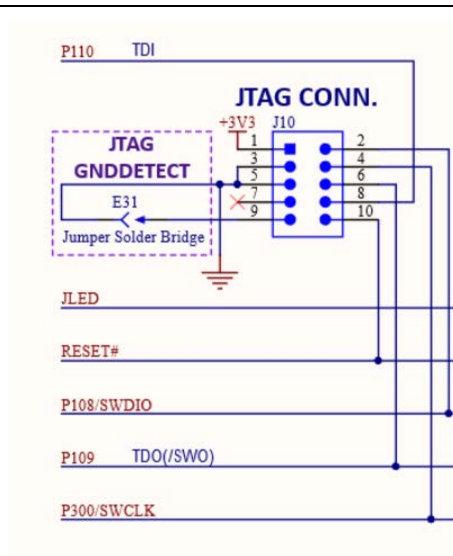 P110 TDI
JTAG CONN.
+3V3 J10
1 2
3 4
5 6
7 8
9 10
JTAG
GNDDETECT
E31
Jumper Solder Bridge
JLED
RESET#
P108/SWDIO
P109 TDO(/SWO)
P300/SWCLK